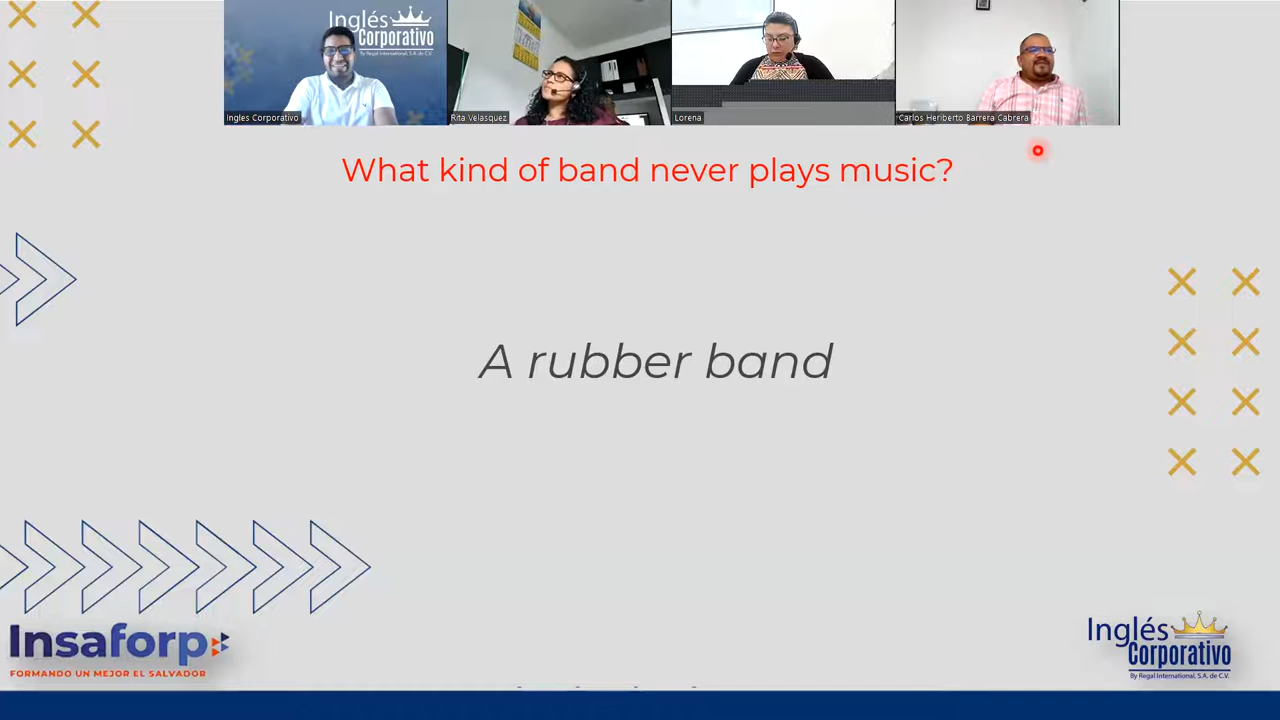 Inglés
Corporativo
By Regal International, S.A. de C.V.
Ingles Corporativo
Rita Velasquez
Lorena
Carlos Heriberto Barrera Cabrera
What kind of band never plays music?
A rubber band
Insaforp
FORMANDO UN MEJOR EL SALVADOR
Inglés
Corporativo
By Regal International, S.A. de C.V.